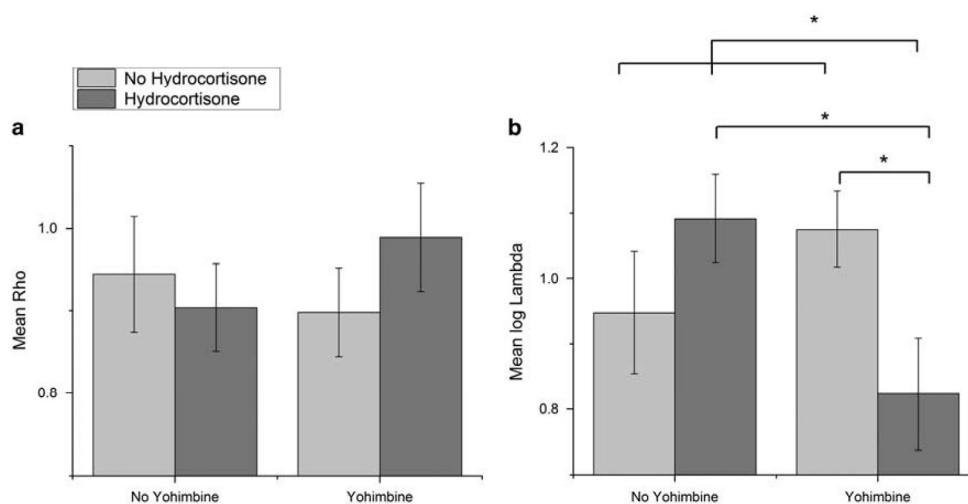 *
No Hydrocortisone
Hydrocortisone
a
b
*
*
1.2
1.0
0.8
Mean Rho
No Yohimbine
Yohimbine
1.0
0.8
Mean log Lambda
No Yohimbine
Yohimbine